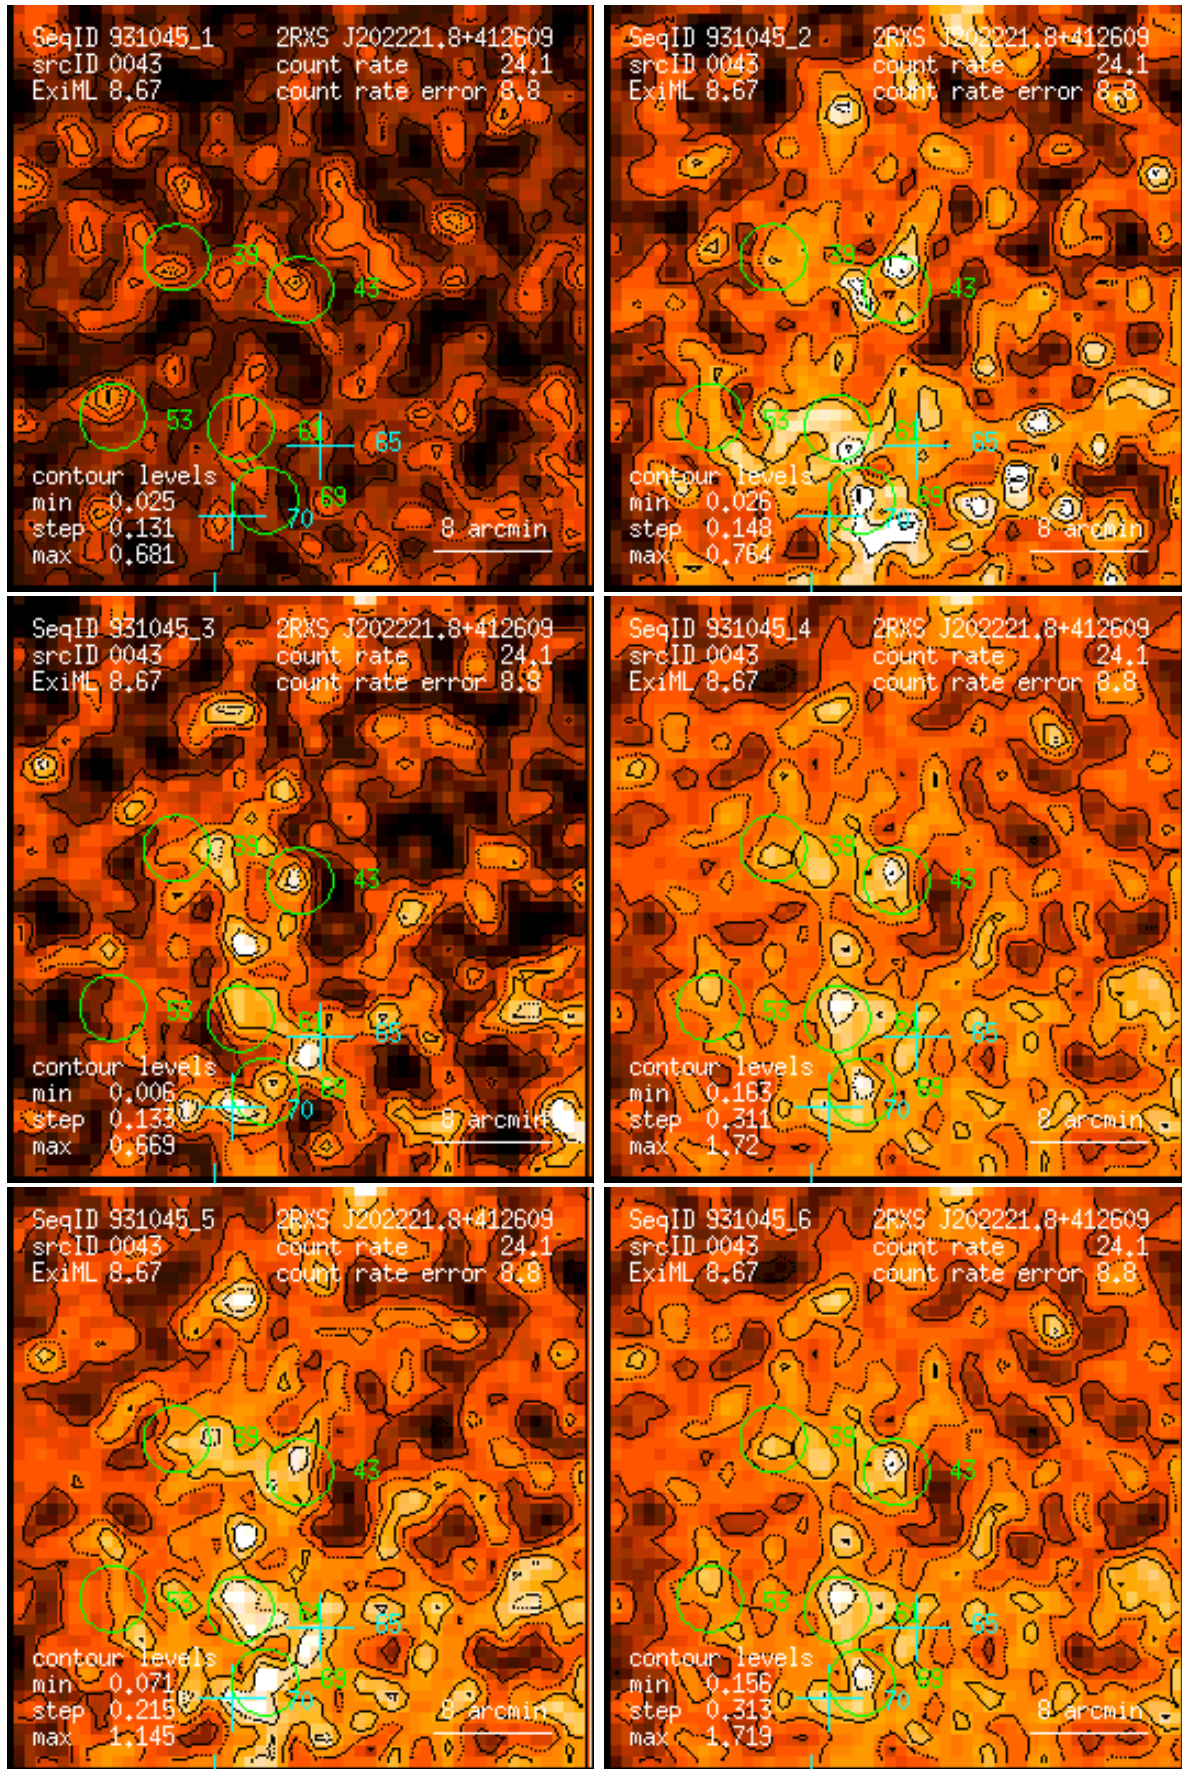 SeqID 931045_1 2RXS J202221.8+412609
srcID 0043 count rate 24.1
ExiML 8.67 count rate error 8.8
39
43
53
61
65
69
70
contour levels
min 0.025
step 0.131
max 0.681
8 arcmin
SeqID 931045_2 2RXS J202221.8+412609
srcID 0043 count rate 24.1
ExiML 8.67 count rate error 8.8
39
43
53
61
65
69
70
contour levels
min 0.026
step 0.148
max 0.764
8 arcmin
SeqID 931045_3 2RXS J202221.8+412609
srcID 0043 count rate 24.1
ExiML 8.67 count rate error 8.8
39
43
53
61
65
69
70
contour levels
min 0.006
step 0.133
max 0.669
8 arcmin
SeqID 931045_4 2RXS J202221.8+412609
srcID 0043 count rate 24.1
ExiML 8.67 count rate error 8.8
39
43
53
61
65
69
70
contour levels
min 0.163
step 0.311
max 1.72
8 arcmin
SeqID 931045_5 2RXS J202221.8+412609
srcID 0043 count rate 24.1
ExiML 8.67 count rate error 8.8
39
43
53
61
65
69
70
contour levels
min 0.071
step 0.215
max 1.145
8 arcmin
SeqID 931045_6 2RXS J202221.8+412609
srcID 0043 count rate 24.1
ExiML 8.67 count rate error 8.8
39
43
53
61
65
69
70
contour levels
min 0.156
step 0.313
max 1.719
8 arcmin